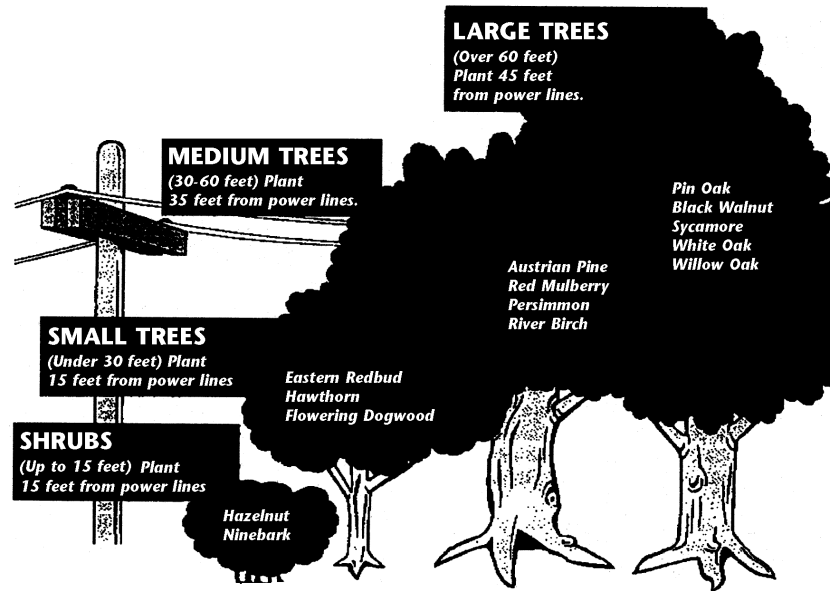 LARGE TREES
(Over 60 feet)
Plant 45 feet
from power lines.
MEDIUM TREES
(30-60 feet) Plant
35 feet from power lines.
Pin Oak
Black Walnut
Sycamore
White Oak
Willow Oak
Austrian Pine
Red Mulberry
Persimmon
River Birch
SMALL TREES
(Under 30 feet) Plant
15 feet from power lines
Eastern Redbud
Hawthorn
Flowering Dogwood
SHRUBS
(Up to 15 feet) Plant
15 feet from power lines
Hazelnut
Ninebark